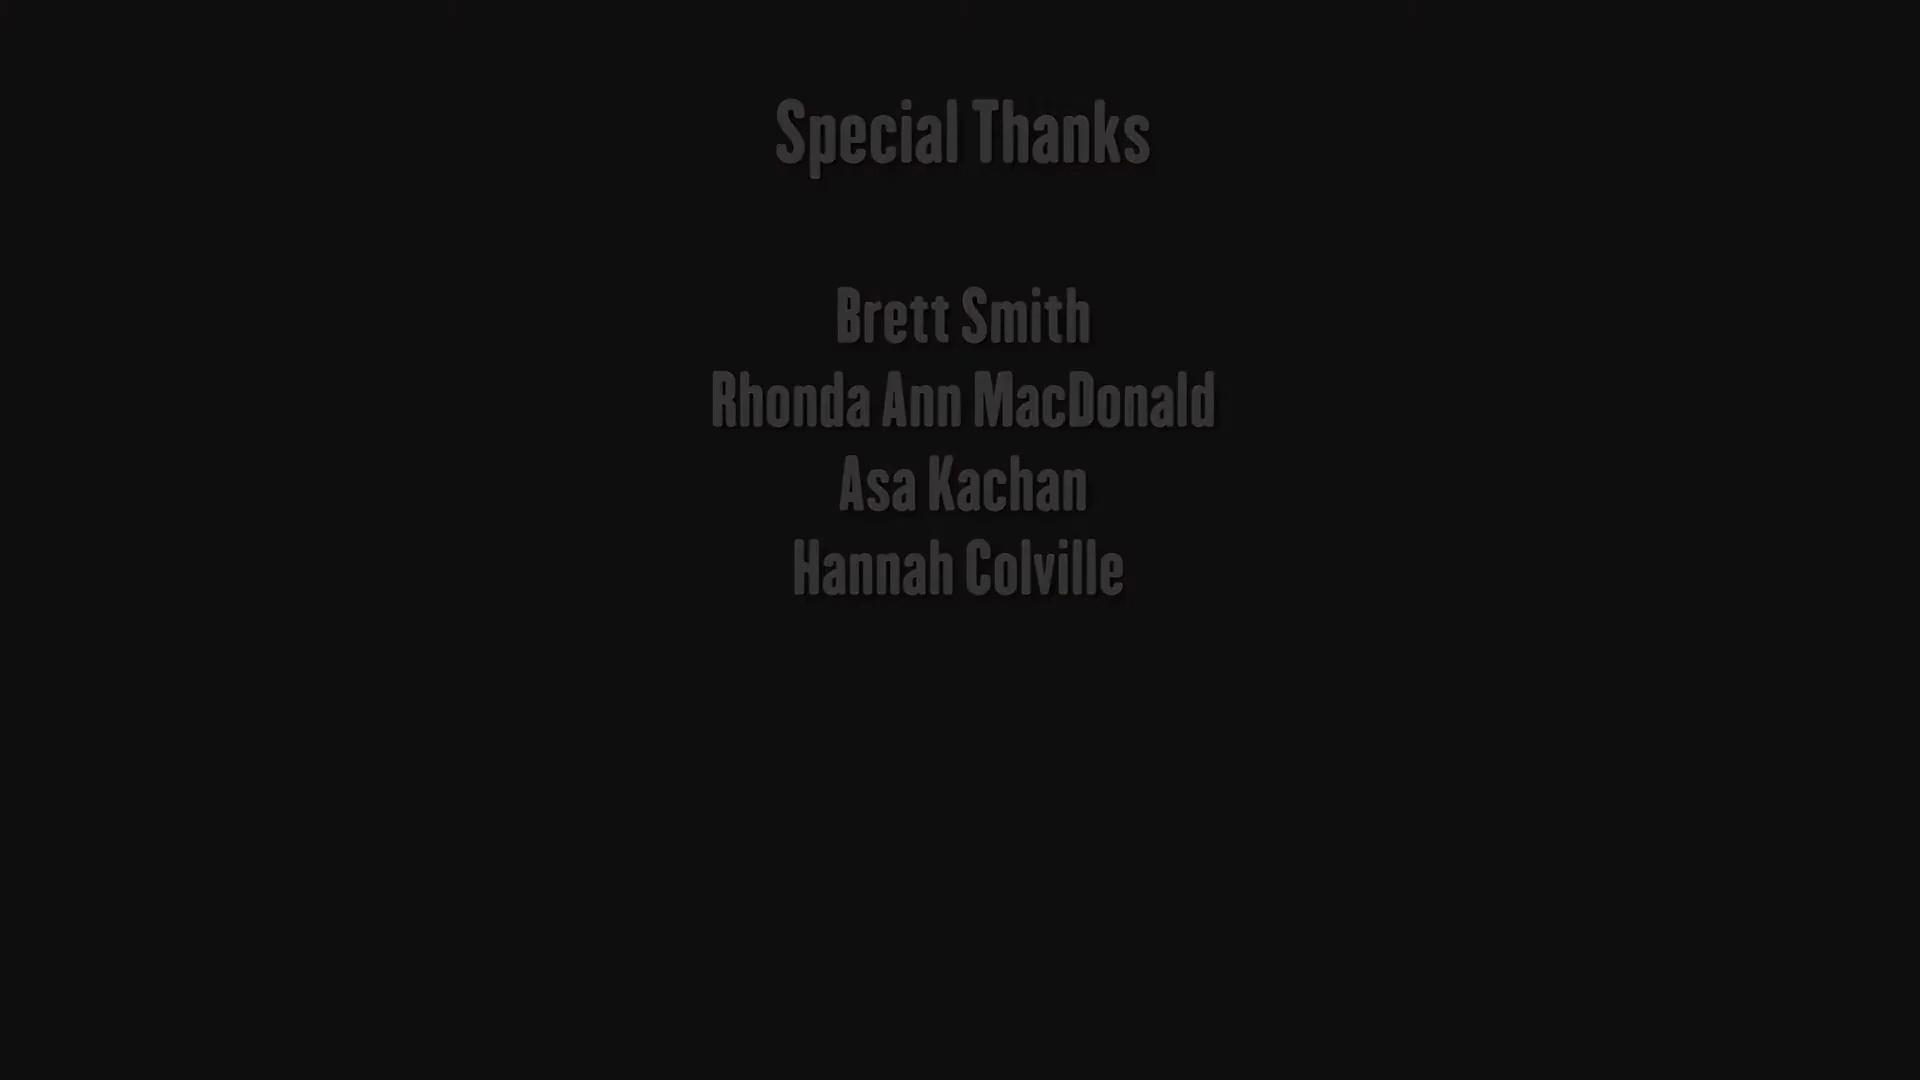 Special Thanks
Brett Smith
Rhonda Ann MacDonald
Asa Kachan
Hannah Colville